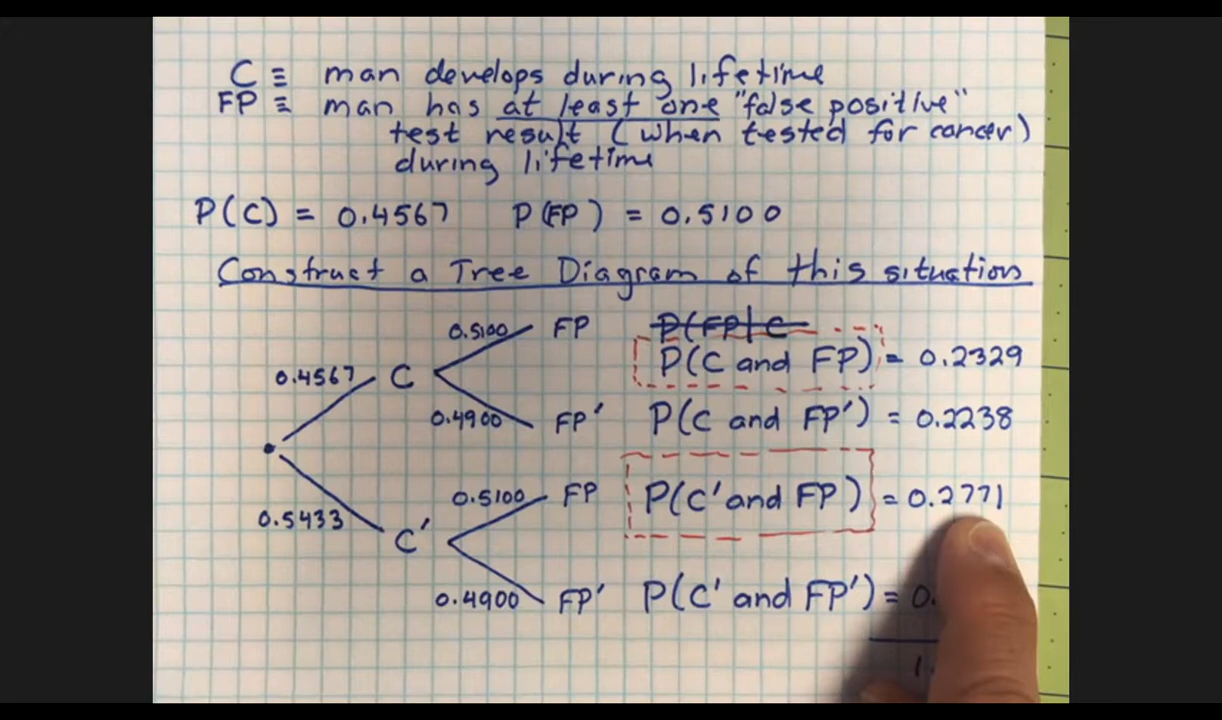 C ≡ man develops during lifetime
FP ≡ man has at least one "false positive"
test result (when tested for cancer)
during lifetime
P(C) = 0.4567 P(FP) = 0.5100
Construct a Tree Diagram of this situation
0.5100 FP P(FP|C
0.4567 C P(C and FP) = 0.2329
0.4900 FP' P(C and FP') = 0.2238
0.5100 FP P(C' and FP) = 0.2771
0.5433 C'
0.4900 FP' P(C' and FP') = 0.
1.